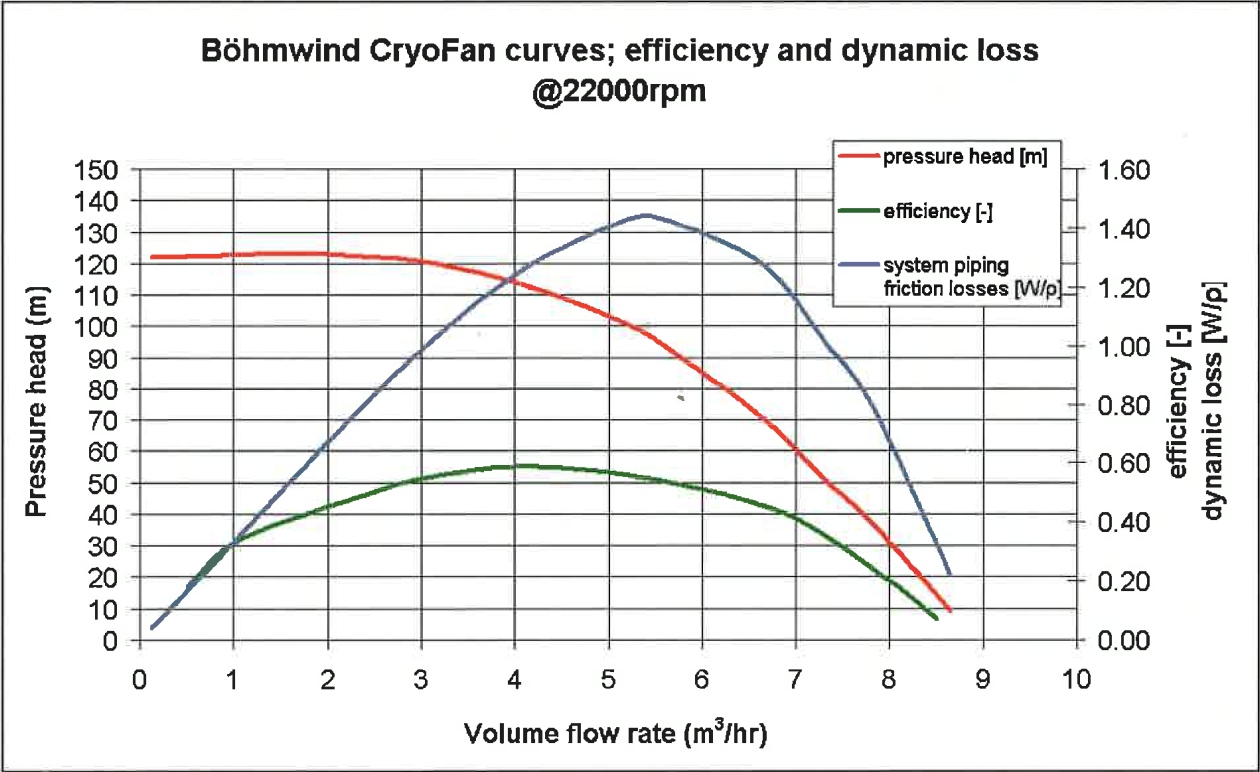 Böhmwind CryoFan curves; efficiency and dynamic loss
@22000rpm
pressure head [m]
efficiency [-]
system piping
friction losses [W/ρ]
Pressure head (m)
150
140
130
120
110
100
90
80
70
60
50
40
30
20
10
0
1.60
1.40
1.20
1.00
0.80
0.60
0.40
0.20
0.00
efficiency [-]
dynamic loss [W/ρ]
0 1 2 3 4 5 6 7 8 9 10
Volume flow rate (m³/hr)